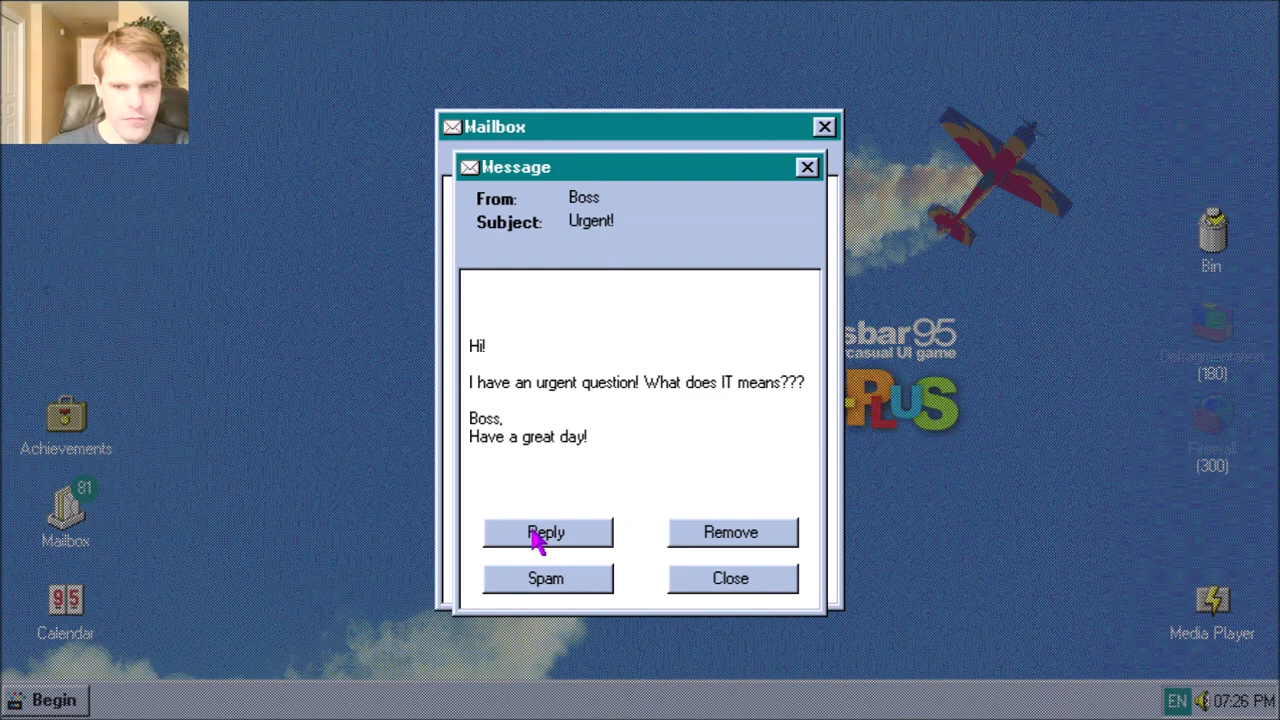 Mailbox
Message
From: Boss
Subject: Urgent!
Hi!
I have an urgent question! What does IT means???
Boss,
Have a great day!
Reply
Remove
Spam
Close
Achievements
81
Mailbox
95
Calendar
Bin
sbar95
rcasual UI game
PLUS
Defragmentation
(180)
(300)
Media Player
Begin
EN
07:26 PM